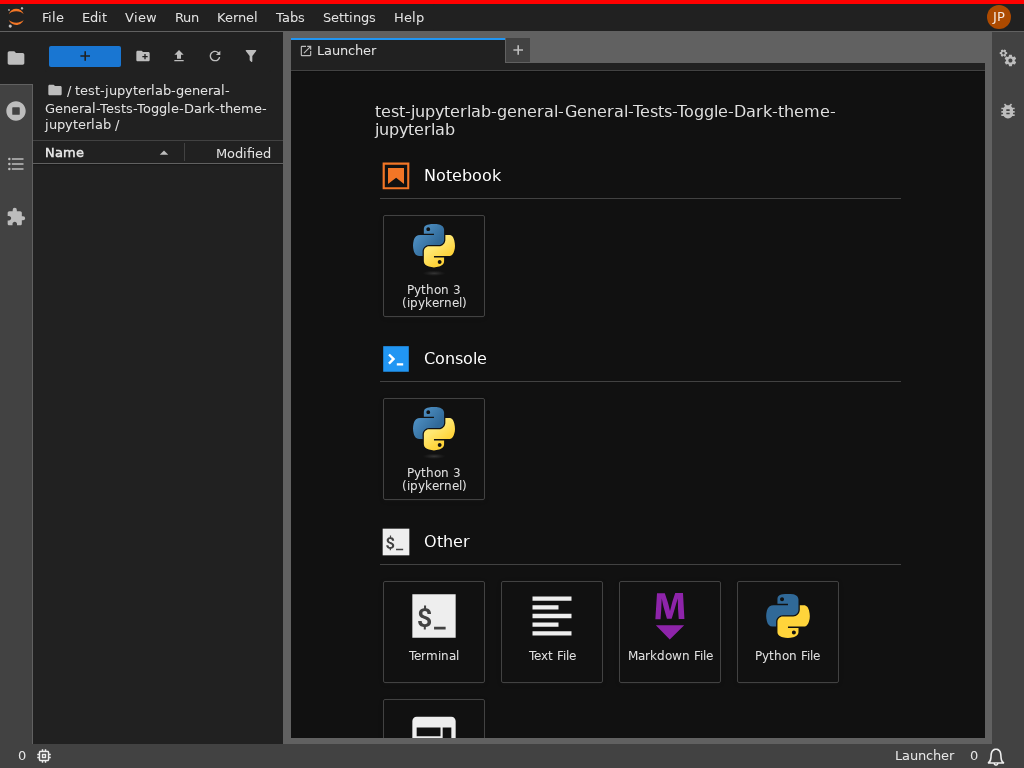 File Edit View Run Kernel Tabs Settings Help
JP
/ test-jupyterlab-general-
General-Tests-Toggle-Dark-theme-
jupyterlab /
Name Modified
Launcher
test-jupyterlab-general-General-Tests-Toggle-Dark-theme-
jupyterlab
Notebook
Python 3
(ipykernel)
Console
Python 3
(ipykernel)
$_ Other
$_
Terminal
Text File
M
Markdown File
Python File
0
Launcher 0